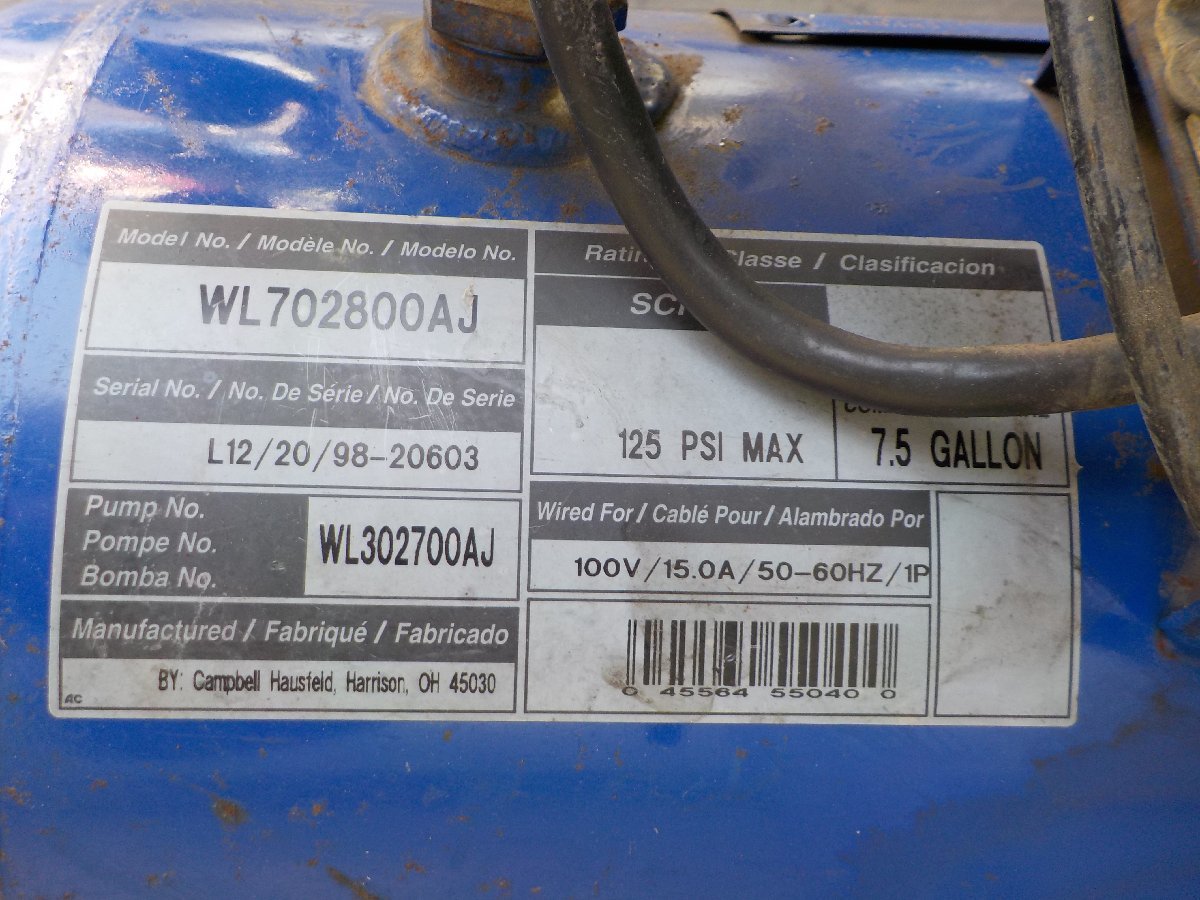 Model No. / Modèle No. / Modelo No.
WL702800AJ
Serial No. / No. De Série / No. De Serie
L12/20/98-20603
Pump No.
Pompe No.
Bomba No.
WL302700AJ
Manufactured / Fabriqué / Fabricado
BY: Campbell Hausfeld, Harrison, OH 45030
AC
/ Clasificacion
125 PSI MAX
7.5 GALLON
Wired For / Cablé Pour / Alambrado Por
100V/15.0A/50-60HZ/1P
0 45564 55040 0